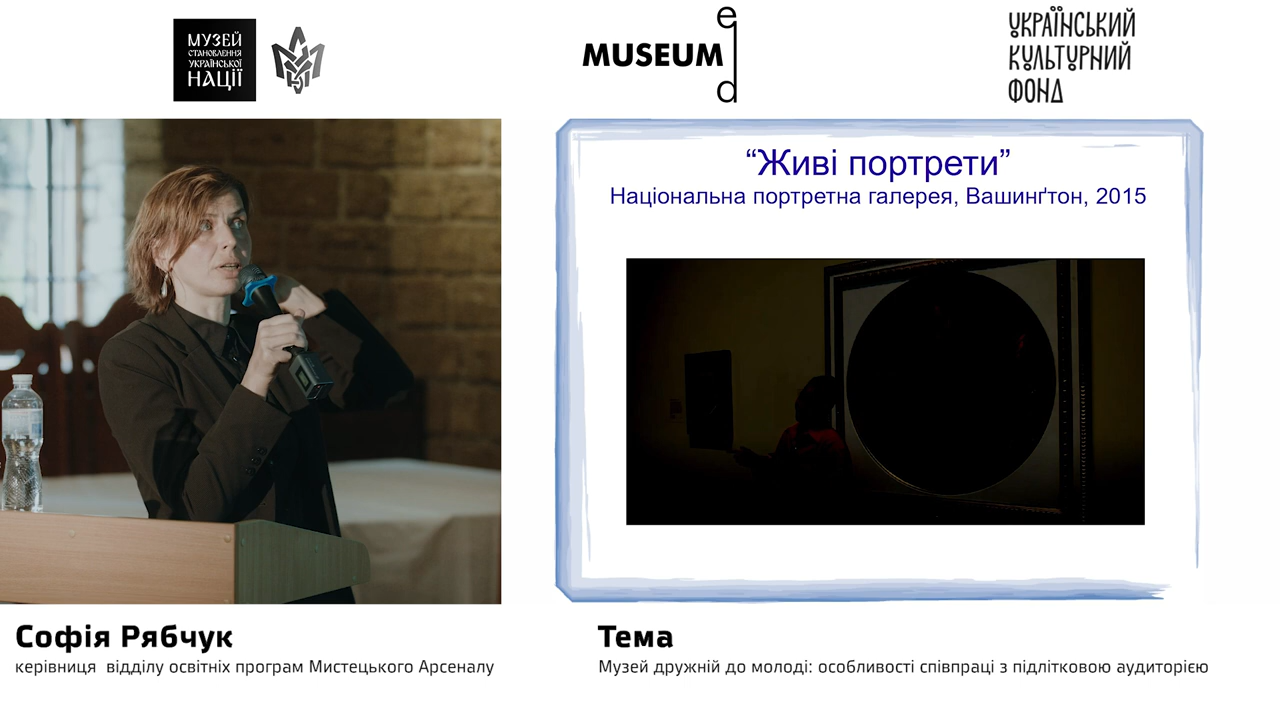 МУЗЕЙ
СТАНОВЛЕННЯ
УКРАЇНСЬКОЇ
НАЦІЇ
MUSEUM
ed
УКРАЇНСЬКИЙ
КУЛЬТУРНИЙ
ФОНД
“Живі портрети”
Національна портретна галерея, Вашинґтон, 2015
Софія Рябчук
керівниця відділу освітніх програм Мистецького Арсеналу
Тема
Музей дружній до молоді: особливості співпраці з підлітковою аудиторією